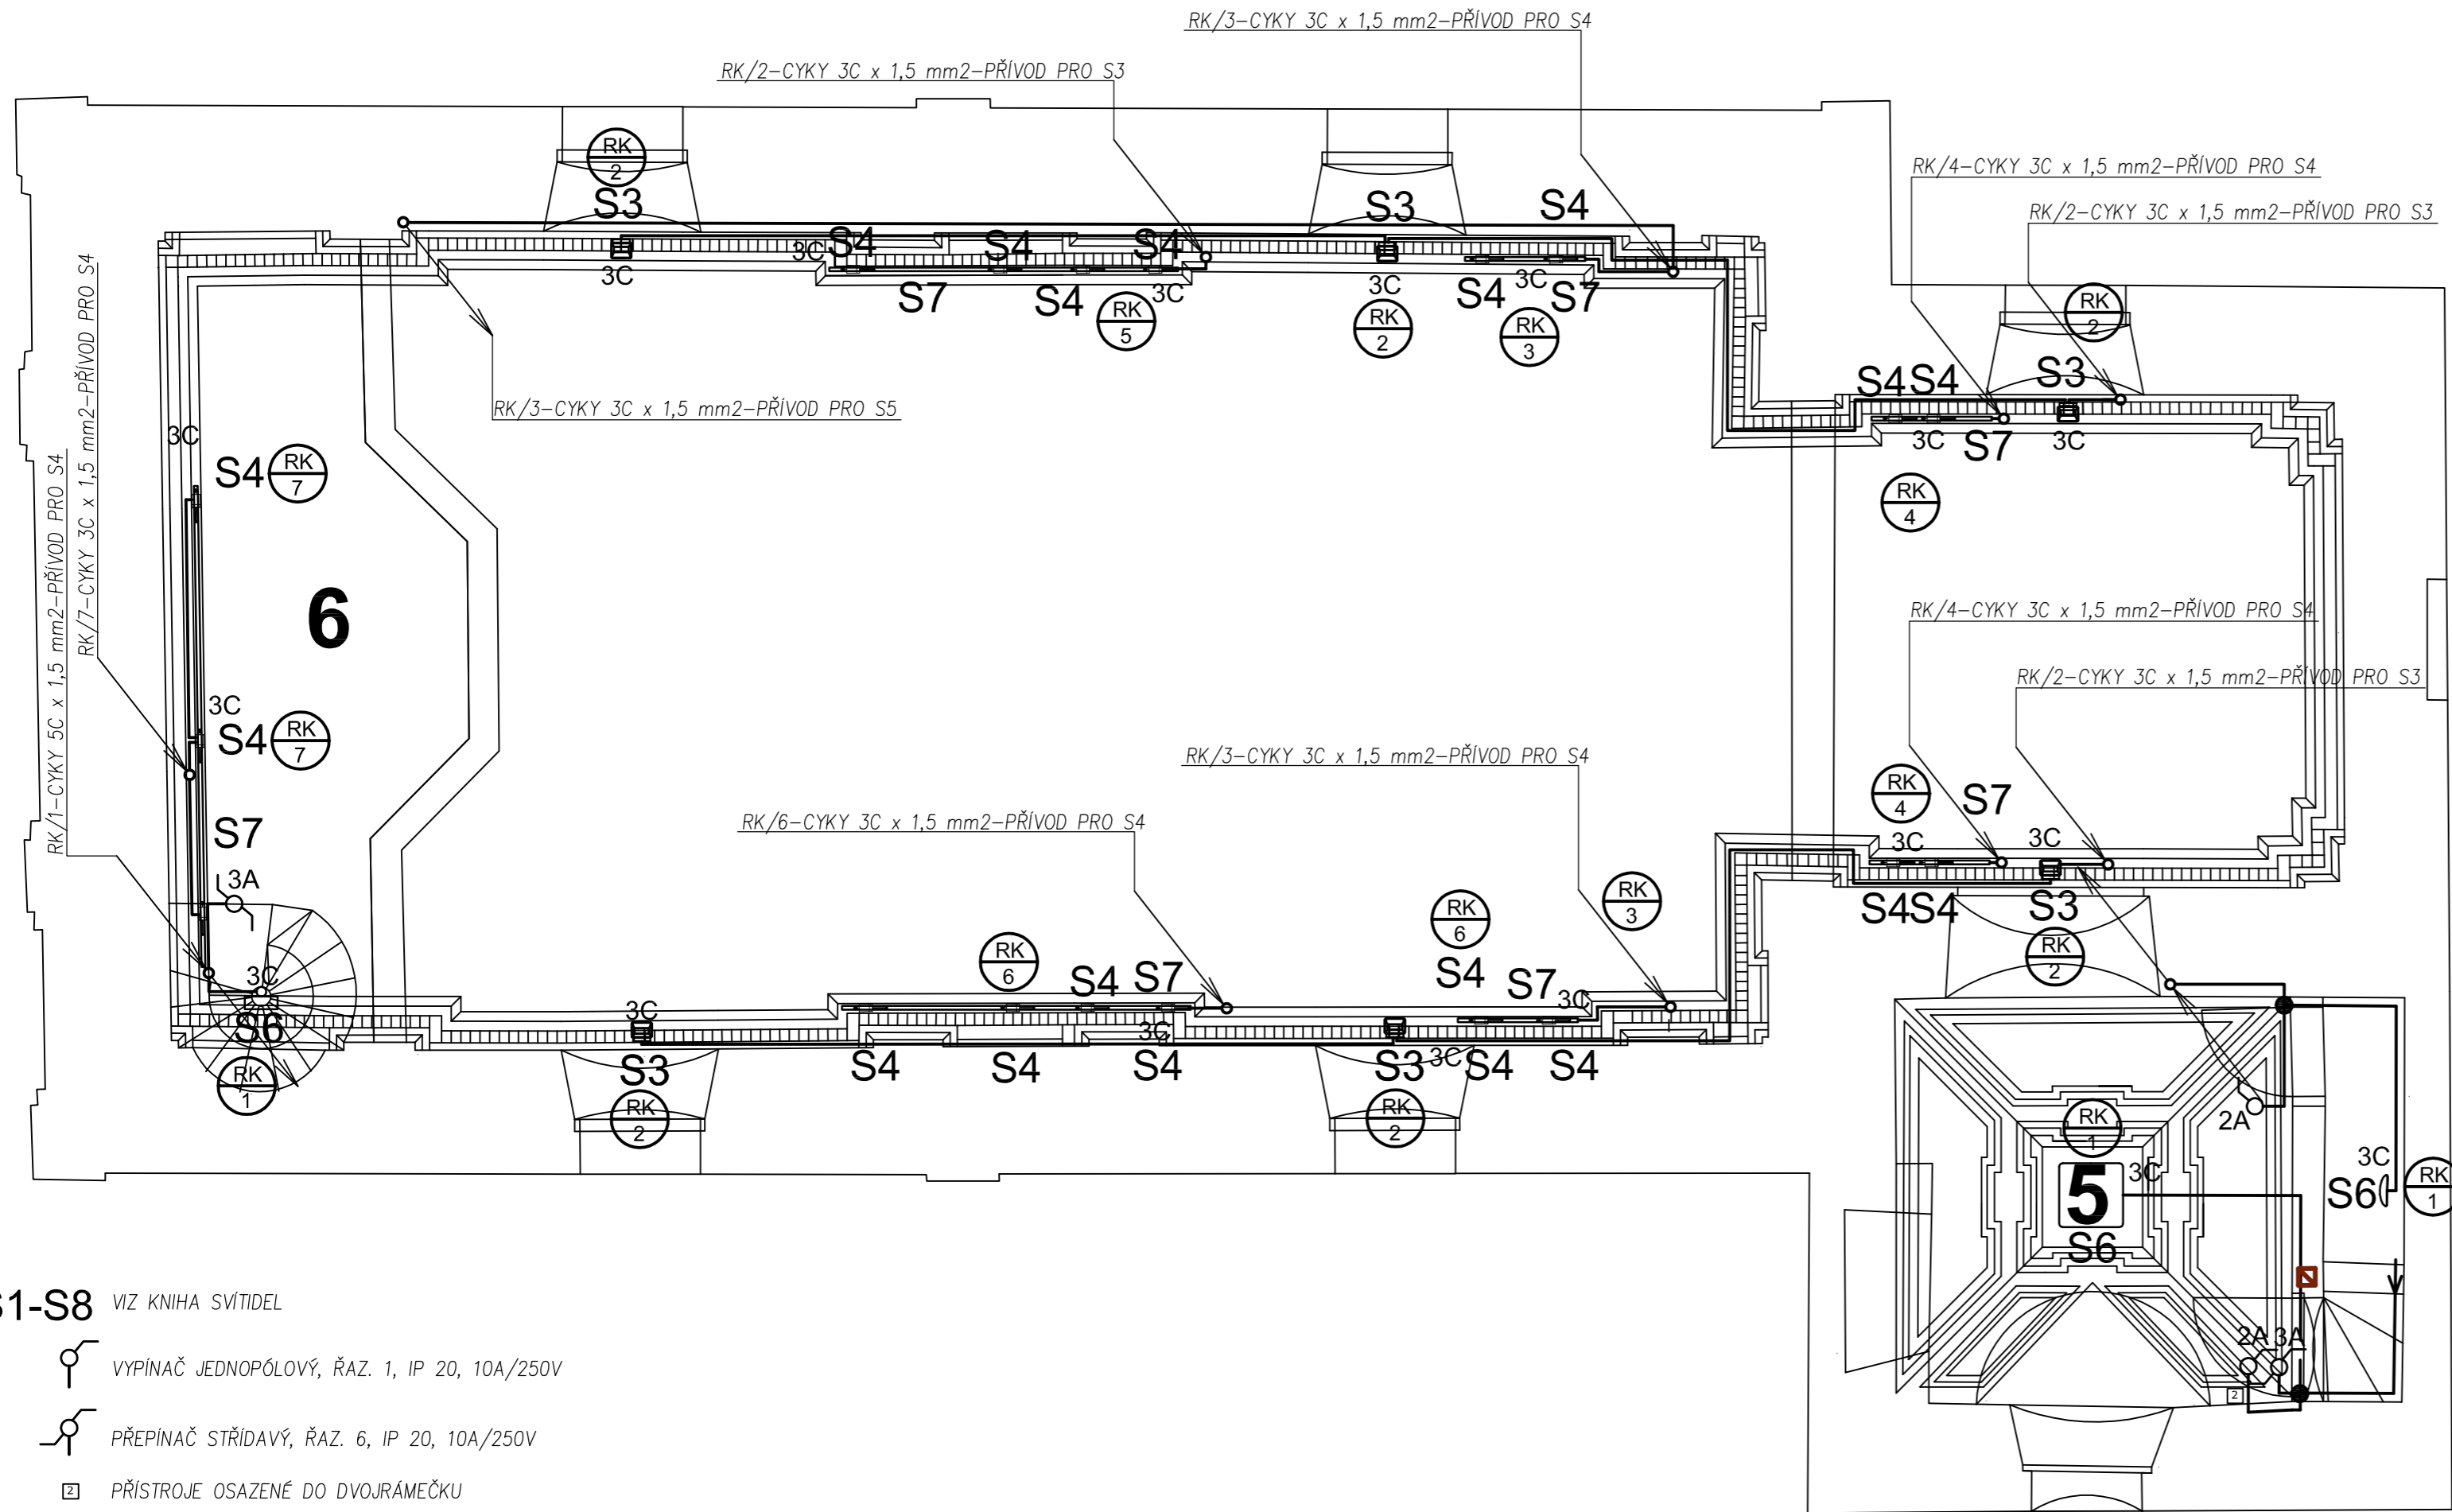 RK/3-CYKY 3C x 1,5 mm2-PŘÍVOD PRO S4
RK/2-CYKY 3C x 1,5 mm2-PŘÍVOD PRO S3
RK
2
S3
S3
S4
RK/4-CYKY 3C x 1,5 mm2-PŘÍVOD PRO S4
RK/2-CYKY 3C x 1,5 mm2-PŘÍVOD PRO S3
3C
3C
S4
S4
S4
3C
3C
3C
S7
S4
S4
S7
RK
5
RK
2
RK
3
RK
2
RK/3-CYKY 3C x 1,5 mm2-PŘÍVOD PRO S5
S4
S4
S3
3C
S7
3C
RK
4
3C
S4
RK
7
RK/7-CYKY 3C x 1,5 mm2-PŘÍVOD PRO S4
RK/1-CYKY 5C x 1,5 mm2-PŘÍVOD PRO S4
6
RK/4-CYKY 3C x 1,5 mm2-PŘÍVOD PRO S4
RK/2-CYKY 3C x 1,5 mm2-PŘÍVOD PRO S3
3C
S4
RK
7
RK/3-CYKY 3C x 1,5 mm2-PŘÍVOD PRO S4
RK/6-CYKY 3C x 1,5 mm2-PŘÍVOD PRO S4
S7
3A
RK
4
S7
3C
3C
S4
S4
S3
RK
2
RK
6
RK
3
RK
6
S4
S7
S4
S7
3C
3C
S6
RK
1
3C
S3
RK
2
S4
S4
3C
S4
S3
3C
S4
S4
RK
2
RK
1
2A
5
3C
S6
3C
S6
RK
1
2A
3A
2
S1-S8 VIZ KNIHA SVÍTIDEL
VYPÍNAČ JEDNOPÓLOVÝ, ŘAZ. 1, IP 20, 10A/250V
PŘEPÍNAČ STŘÍDAVÝ, ŘAZ. 6, IP 20, 10A/250V
2 PŘÍSTROJE OSAZENÉ DO DVOJRÁMEČKU